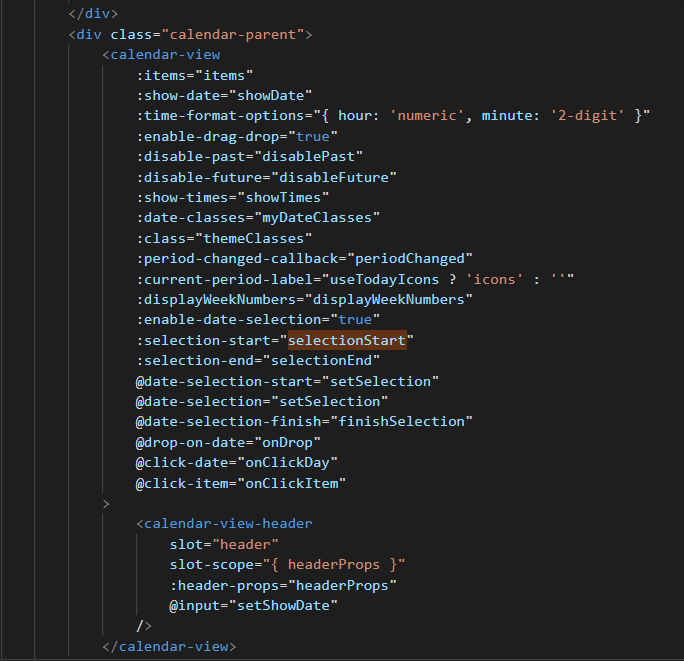 </div>
<div class="calendar-parent">
<calendar-view
:items="items"
:show-date="showDate"
:time-format-options="{ hour: 'numeric', minute: '2-digit' }"
:enable-drag-drop="true"
:disable-past="disablePast"
:disable-future="disableFuture"
:show-times="showTimes"
:date-classes="myDateClasses"
:class="themeClasses"
:period-changed-callback="periodChanged"
:current-period-label="useTodayIcons ? 'icons' : ''"
:displayWeekNumbers="displayWeekNumbers"
:enable-date-selection="true"
:selection-start="selectionStart"
:selection-end="selectionEnd"
@date-selection-start="setSelection"
@date-selection="setSelection"
@date-selection-finish="finishSelection"
@drop-on-date="onDrop"
@click-date="onClickDay"
@click-item="onClickItem"
>
<calendar-view-header
slot="header"
slot-scope="{ headerProps }"
:header-props="headerProps"
@input="setShowDate"
/>
</calendar-view>